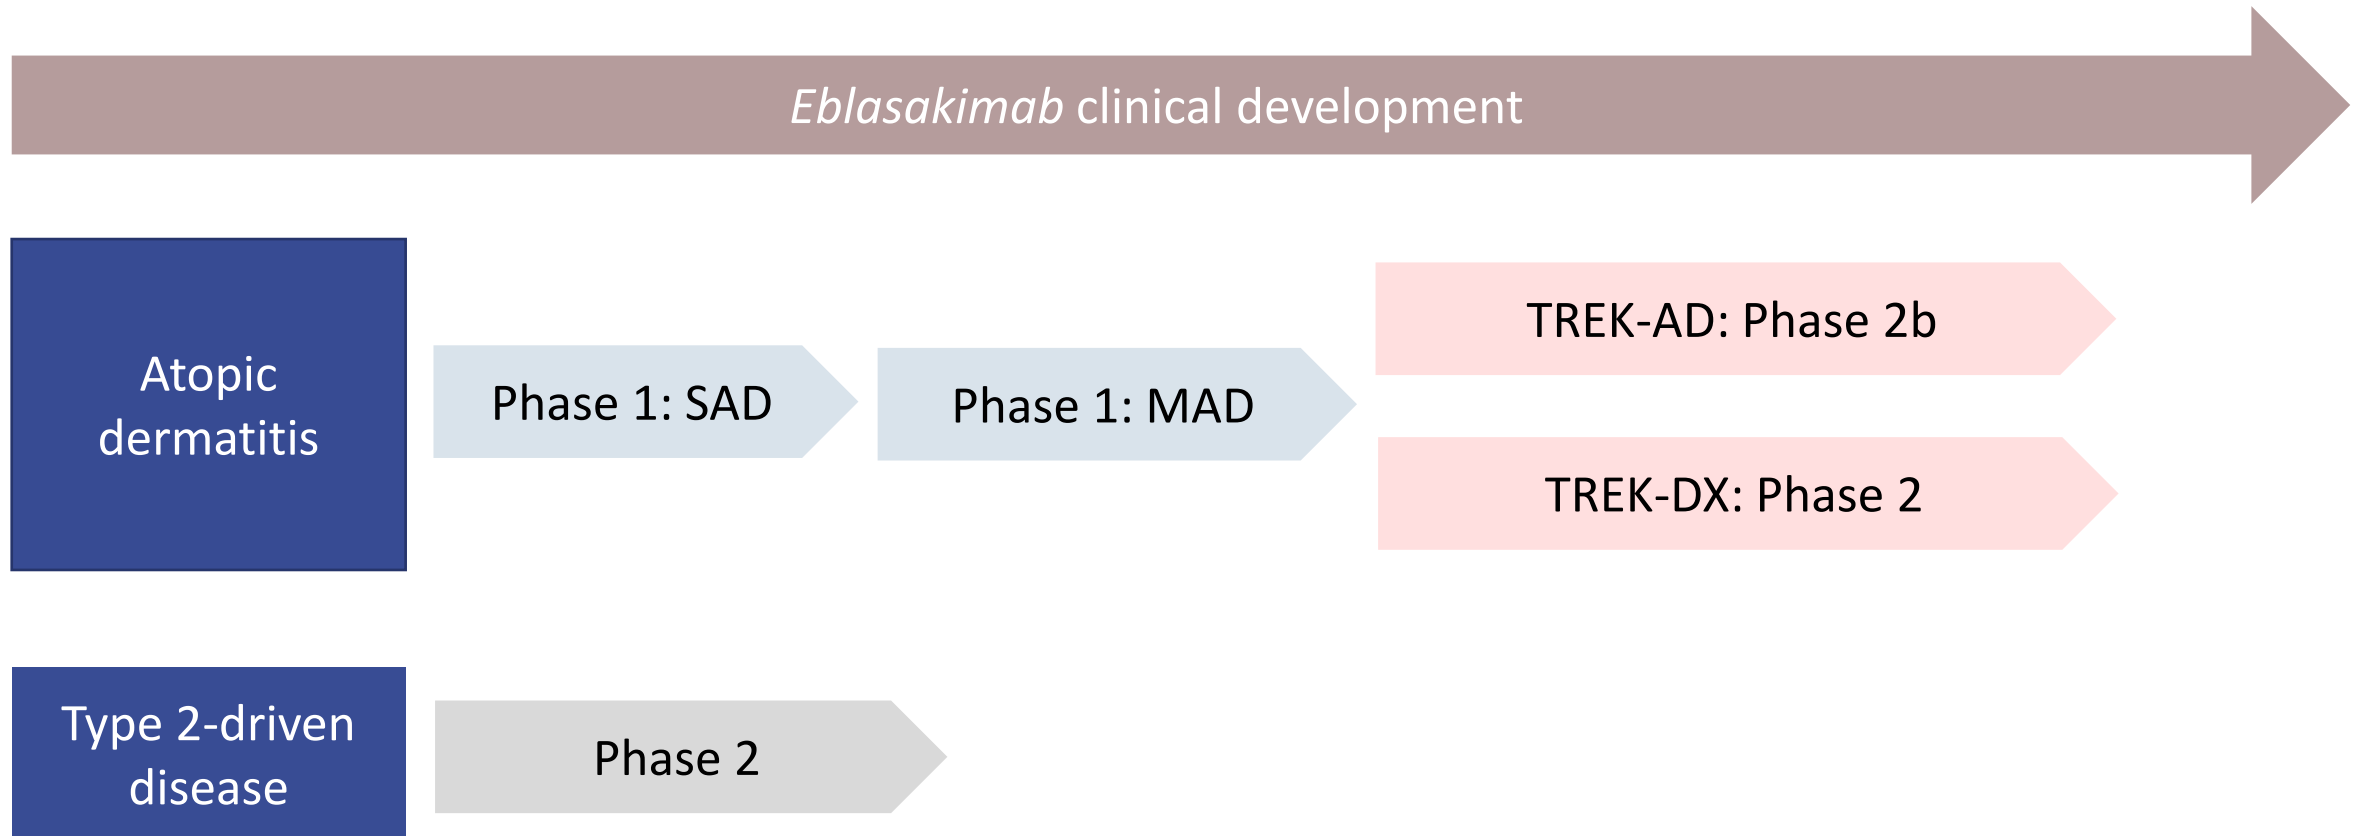 Eblasakimab clinical development
Atopic
dermatitis
Phase 1: SAD
Phase 1: MAD
TREK-AD: Phase 2b
TREK-DX: Phase 2
Type 2-driven
disease
Phase 2